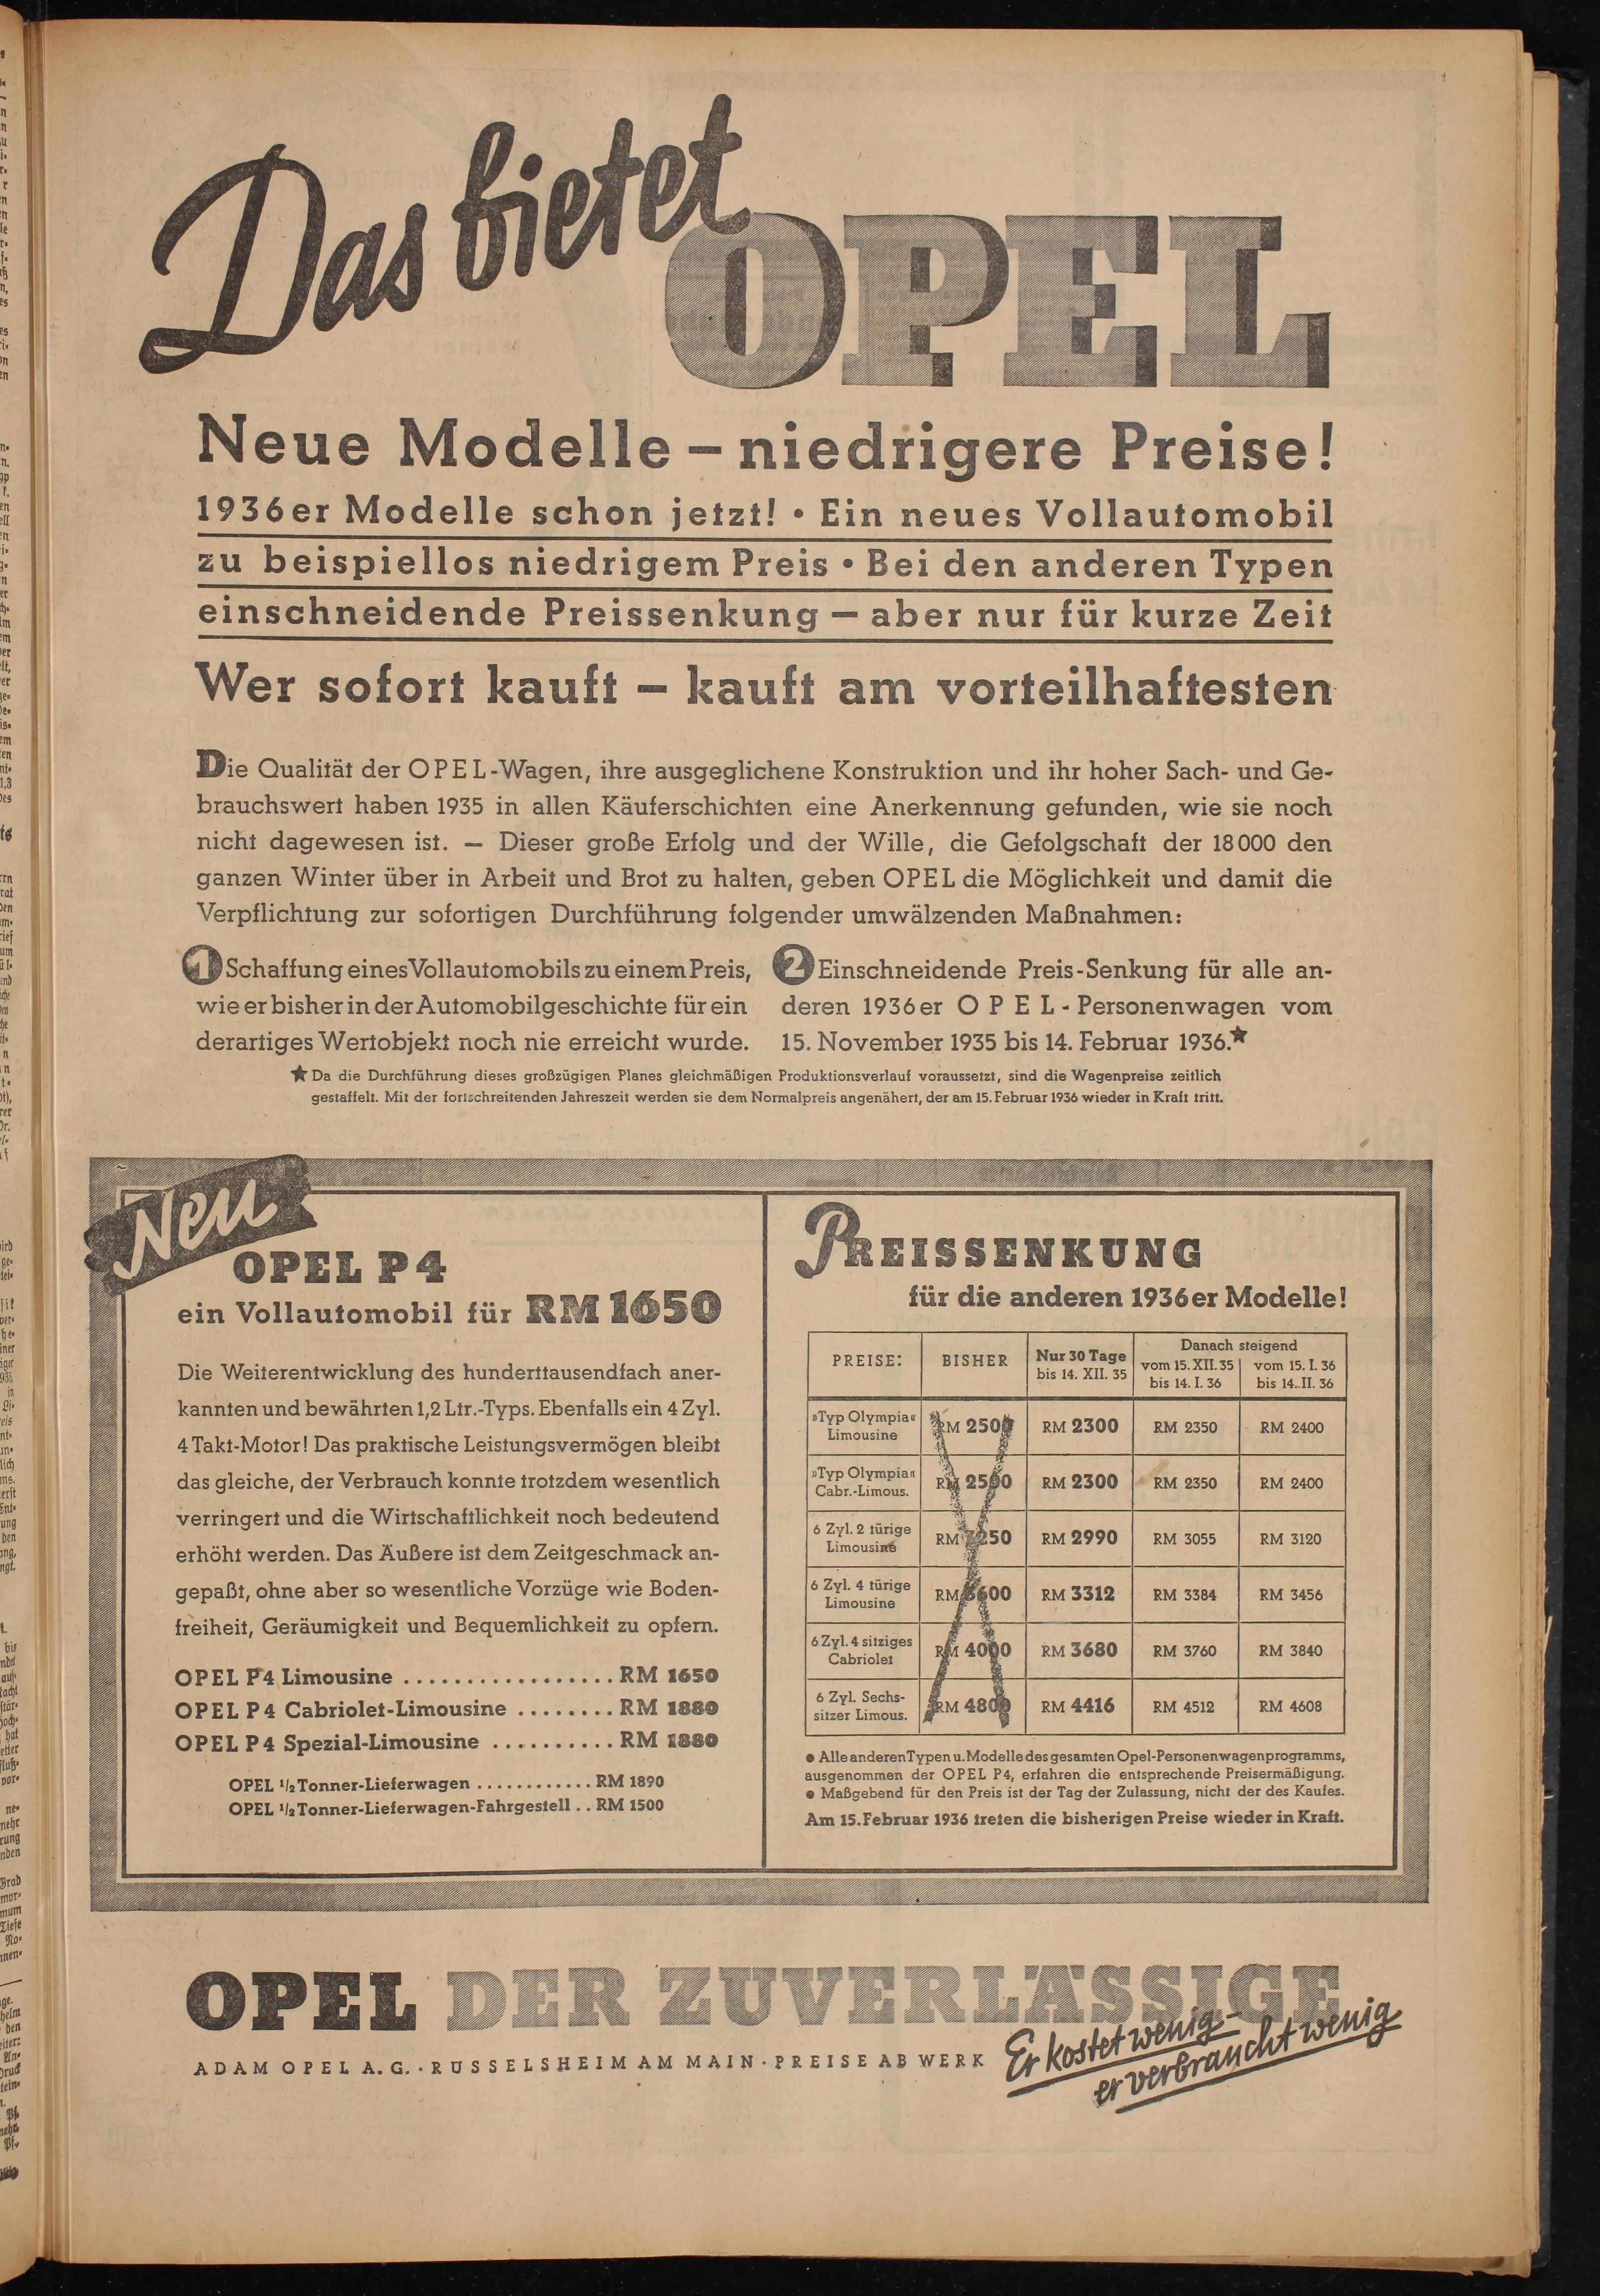 Das bietet
OPEL
Neue Modelle – niedrigere Preise!
1936er Modelle schon jetzt! • Ein neues Vollautomobil
zu beispiellos niedrigem Preis • Bei den anderen Typen
einschneidende Preissenkung – aber nur für kurze Zeit
Wer sofort kauft – kauft am vorteilhaftesten
Die Qualität der OPEL-Wagen, ihre ausgeglichene Konstruktion und ihr hoher Sach- und Ge-
brauchswert haben 1935 in allen Käuferschichten eine Anerkennung gefunden, wie sie noch
nicht dagewesen ist. — Dieser große Erfolg und der Wille, die Gefolgschaft der 18000 den
ganzen Winter über in Arbeit und Brot zu halten, geben OPEL die Möglichkeit und damit die
Verpflichtung zur sofortigen Durchführung folgender umwälzenden Maßnahmen:
1 Schaffung eines Vollautomobils zu einem Preis,
wie er bisher in der Automobilgeschichte für ein
derartiges Wertobjekt noch nie erreicht wurde.
2 Einschneidende Preis-Senkung für alle an-
deren 1936er OPEL-Personenwagen vom
15. November 1935 bis 14. Februar 1936.★
★ Da die Durchführung dieses großzügigen Planes gleichmäßigen Produktionsverlauf voraussetzt, sind die Wagenpreise zeitlich
gestaffelt. Mit der fortschreitenden Jahreszeit werden sie dem Normalpreis angenähert, der am 15. Februar 1936 wieder in Kraft tritt.
Neu
OPEL P4
ein Vollautomobil für RM 1650
Die Weiterentwicklung des hunderttausendfach aner-
kannten und bewährten 1,2 Ltr.-Typs. Ebenfalls ein 4 Zyl.
4 Takt-Motor! Das praktische Leistungsvermögen bleibt
das gleiche, der Verbrauch konnte trotzdem wesentlich
verringert und die Wirtschaftlichkeit noch bedeutend
erhöht werden. Das Äußere ist dem Zeitgeschmack an-
gepaßt, ohne aber so wesentliche Vorzüge wie Boden-
freiheit, Geräumigkeit und Bequemlichkeit zu opfern.
OPEL P4 Limousine ................. RM 1650
OPEL P4 Cabriolet-Limousine ........ RM 1880
OPEL P4 Spezial-Limousine .......... RM 1880
OPEL ½ Tonner-Lieferwagen ............ RM 1890
OPEL ½ Tonner-Lieferwagen-Fahrgestell .. RM 1500
PREISSENKUNG
für die anderen 1936er Modelle!
PREISE: BISHER Nur 30 Tage bis 14. XII. 35 Danach steigend vom 15. XII. 35 bis 14. I. 36 vom 15. I. 36 bis 14. II. 36
»Typ Olympia« Limousine RM 2500 RM 2300 RM 2350 RM 2400
»Typ Olympia« Cabr.-Limous. RM 2500 RM 2300 RM 2350 RM 2400
6 Zyl. 2 türige Limousine RM 3250 RM 2990 RM 3055 RM 3120
6 Zyl. 4 türige Limousine RM 3600 RM 3312 RM 3384 RM 3456
6 Zyl. 4 sitziges Cabriolet RM 4000 RM 3680 RM 3760 RM 3840
6 Zyl. Sechs- sitzer Limous. RM 4800 RM 4416 RM 4512 RM 4608
● Alle anderen Typen u. Modelle des gesamten Opel-Personenwagenprogramms,
ausgenommen der OPEL P4, erfahren die entsprechende Preisermäßigung.
● Maßgebend für den Preis ist der Tag der Zulassung, nicht der des Kaufes.
Am 15. Februar 1936 treten die bisherigen Preise wieder in Kraft.
OPEL DER ZUVERLÄSSIGE
Er kostet wenig –
er verbraucht wenig
ADAM OPEL A.G. · RÜSSELSHEIM AM MAIN · PREISE AB WERK